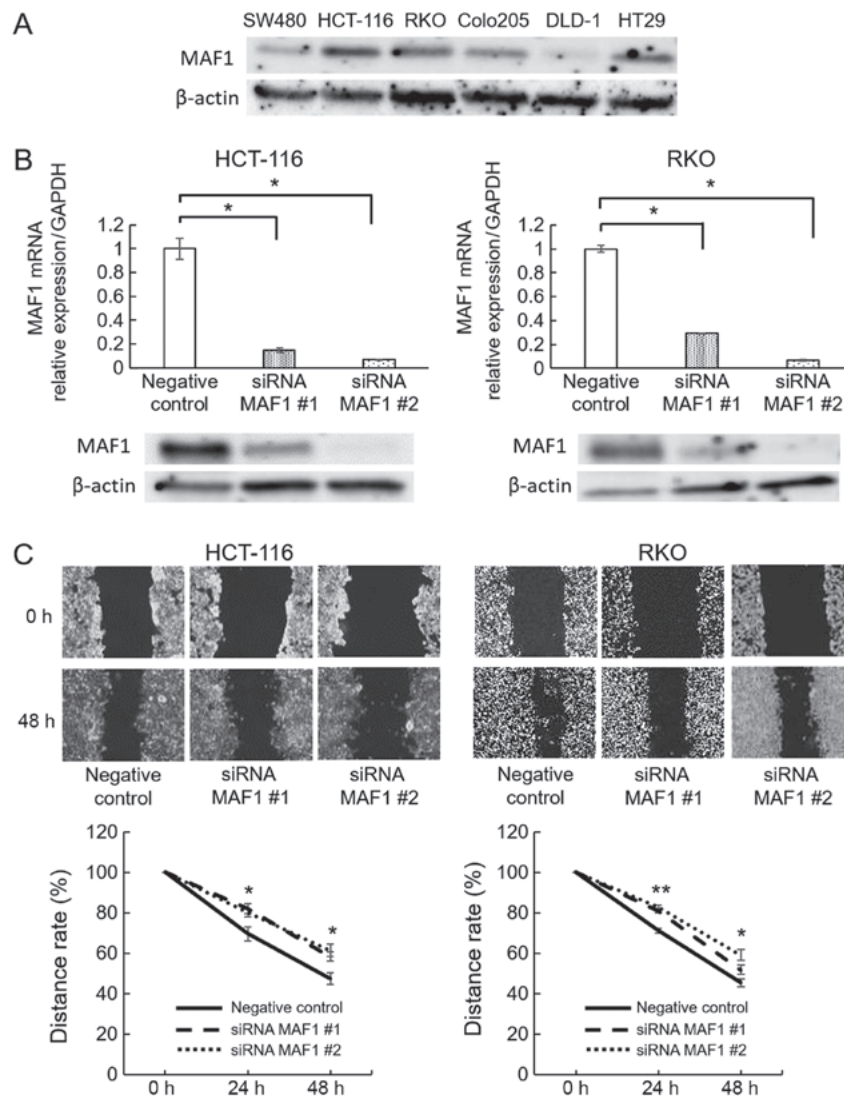 A
SW480 HCT-116 RKO Colo205 DLD-1 HT29
MAF1
β-actin
B
HCT-116
MAF1 mRNA
relative expression/GAPDH
1.2
1
0.8
0.6
0.4
0.2
0
*
*
Negative
control
siRNA
MAF1 #1
siRNA
MAF1 #2
MAF1
β-actin
RKO
MAF1 mRNA
relative expression/GAPDH
1.2
1
0.8
0.6
0.4
0.2
0
*
*
Negative
control
siRNA
MAF1 #1
siRNA
MAF1 #2
MAF1
β-actin
C
HCT-116
RKO
0 h
48 h
Negative
control
siRNA
MAF1 #1
siRNA
MAF1 #2
Negative
control
siRNA
MAF1 #1
siRNA
MAF1 #2
Distance rate (%)
120
100
80
60
40
20
0
*
*
Negative control
siRNA MAF1 #1
siRNA MAF1 #2
0 h 24 h 48 h
Distance rate (%)
120
100
80
60
40
20
0
**
*
Negative control
siRNA MAF1 #1
siRNA MAF1 #2
0 h 24 h 48 h